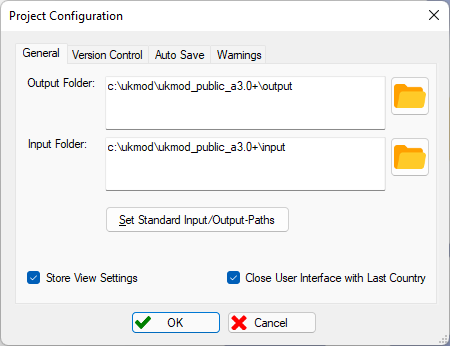 Project Configuration
General Version Control Auto Save Warnings
Output Folder: c:\ukmod\ukmod_public_a3.0+\output
Input Folder: c:\ukmod\ukmod_public_a3.0+\input
Set Standard Input/Output-Paths
Store View Settings Close User Interface with Last Country
OK Cancel